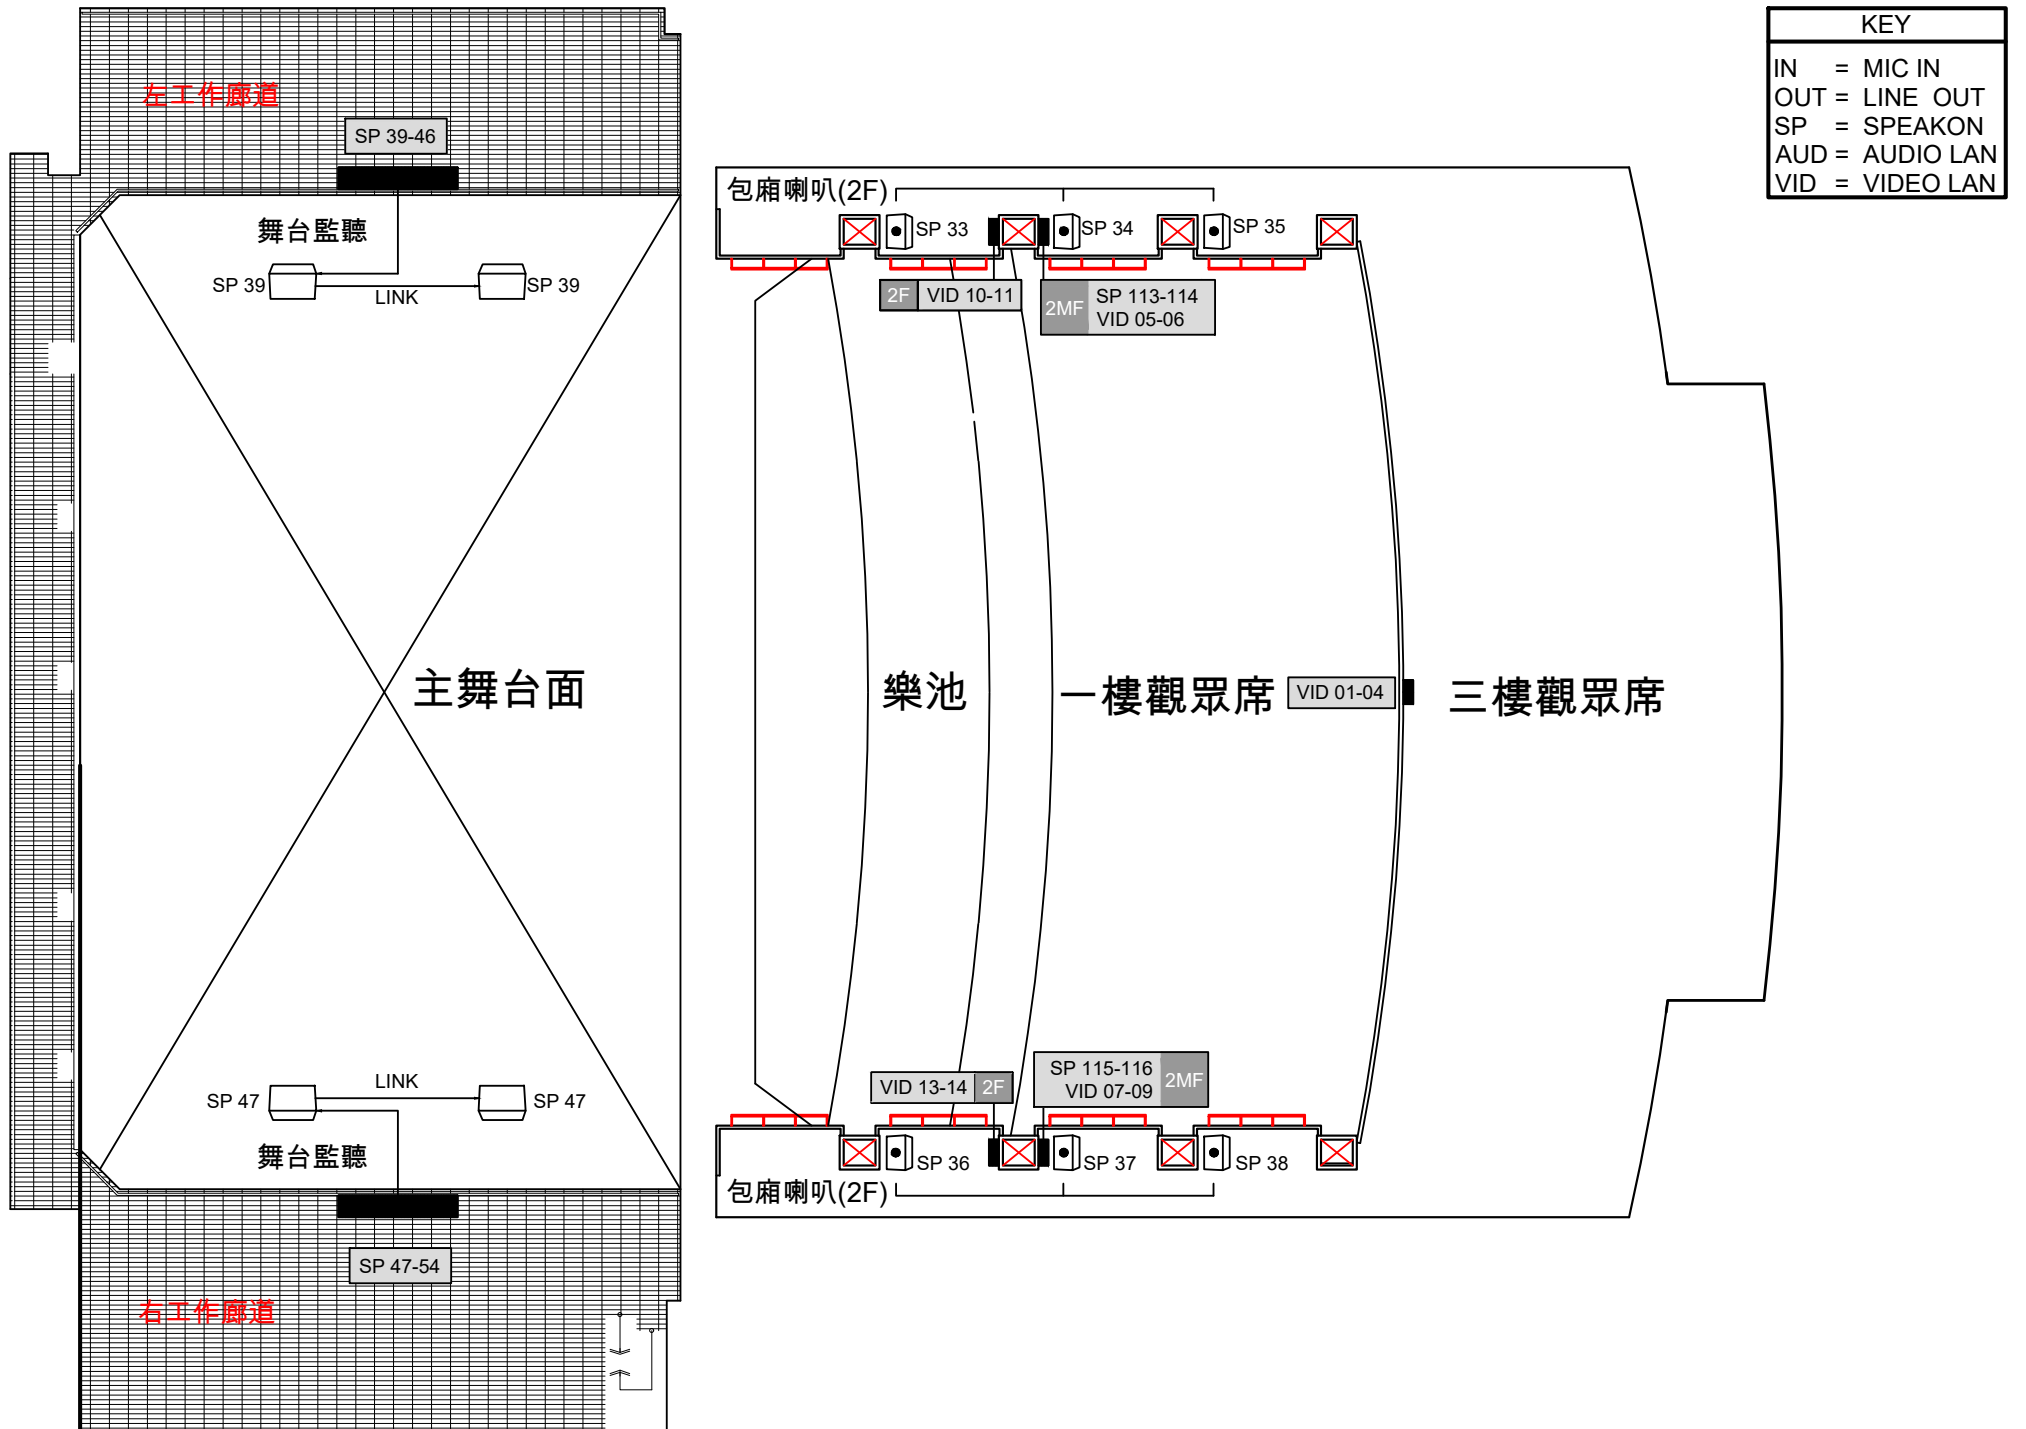 KEY
IN = MIC IN
OUT = LINE OUT
SP = SPEAKON
AUD = AUDIO LAN
VID = VIDEO LAN
左工作廊道
SP 39-46
舞台監聽
SP 39
LINK
SP 39
包廂喇叭(2F)
SP 33
SP 34
SP 35
2F VID 10-11
2MF
SP 113-114
VID 05-06
主舞台面
樂池
一樓觀眾席
VID 01-04
三樓觀眾席
SP 47
LINK
SP 47
舞台監聽
VID 13-14 2F
SP 115-116
VID 07-09
2MF
SP 36
SP 37
SP 38
包廂喇叭(2F)
SP 47-54
右工作廊道